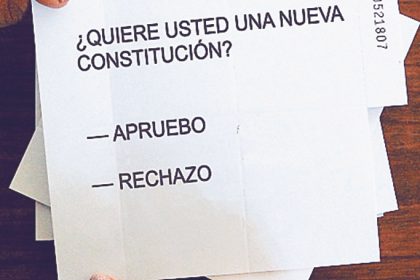 ¿QUIERE USTED UNA NUEVA
CONSTITUCIÓN?
— APRUEBO
— RECHAZO